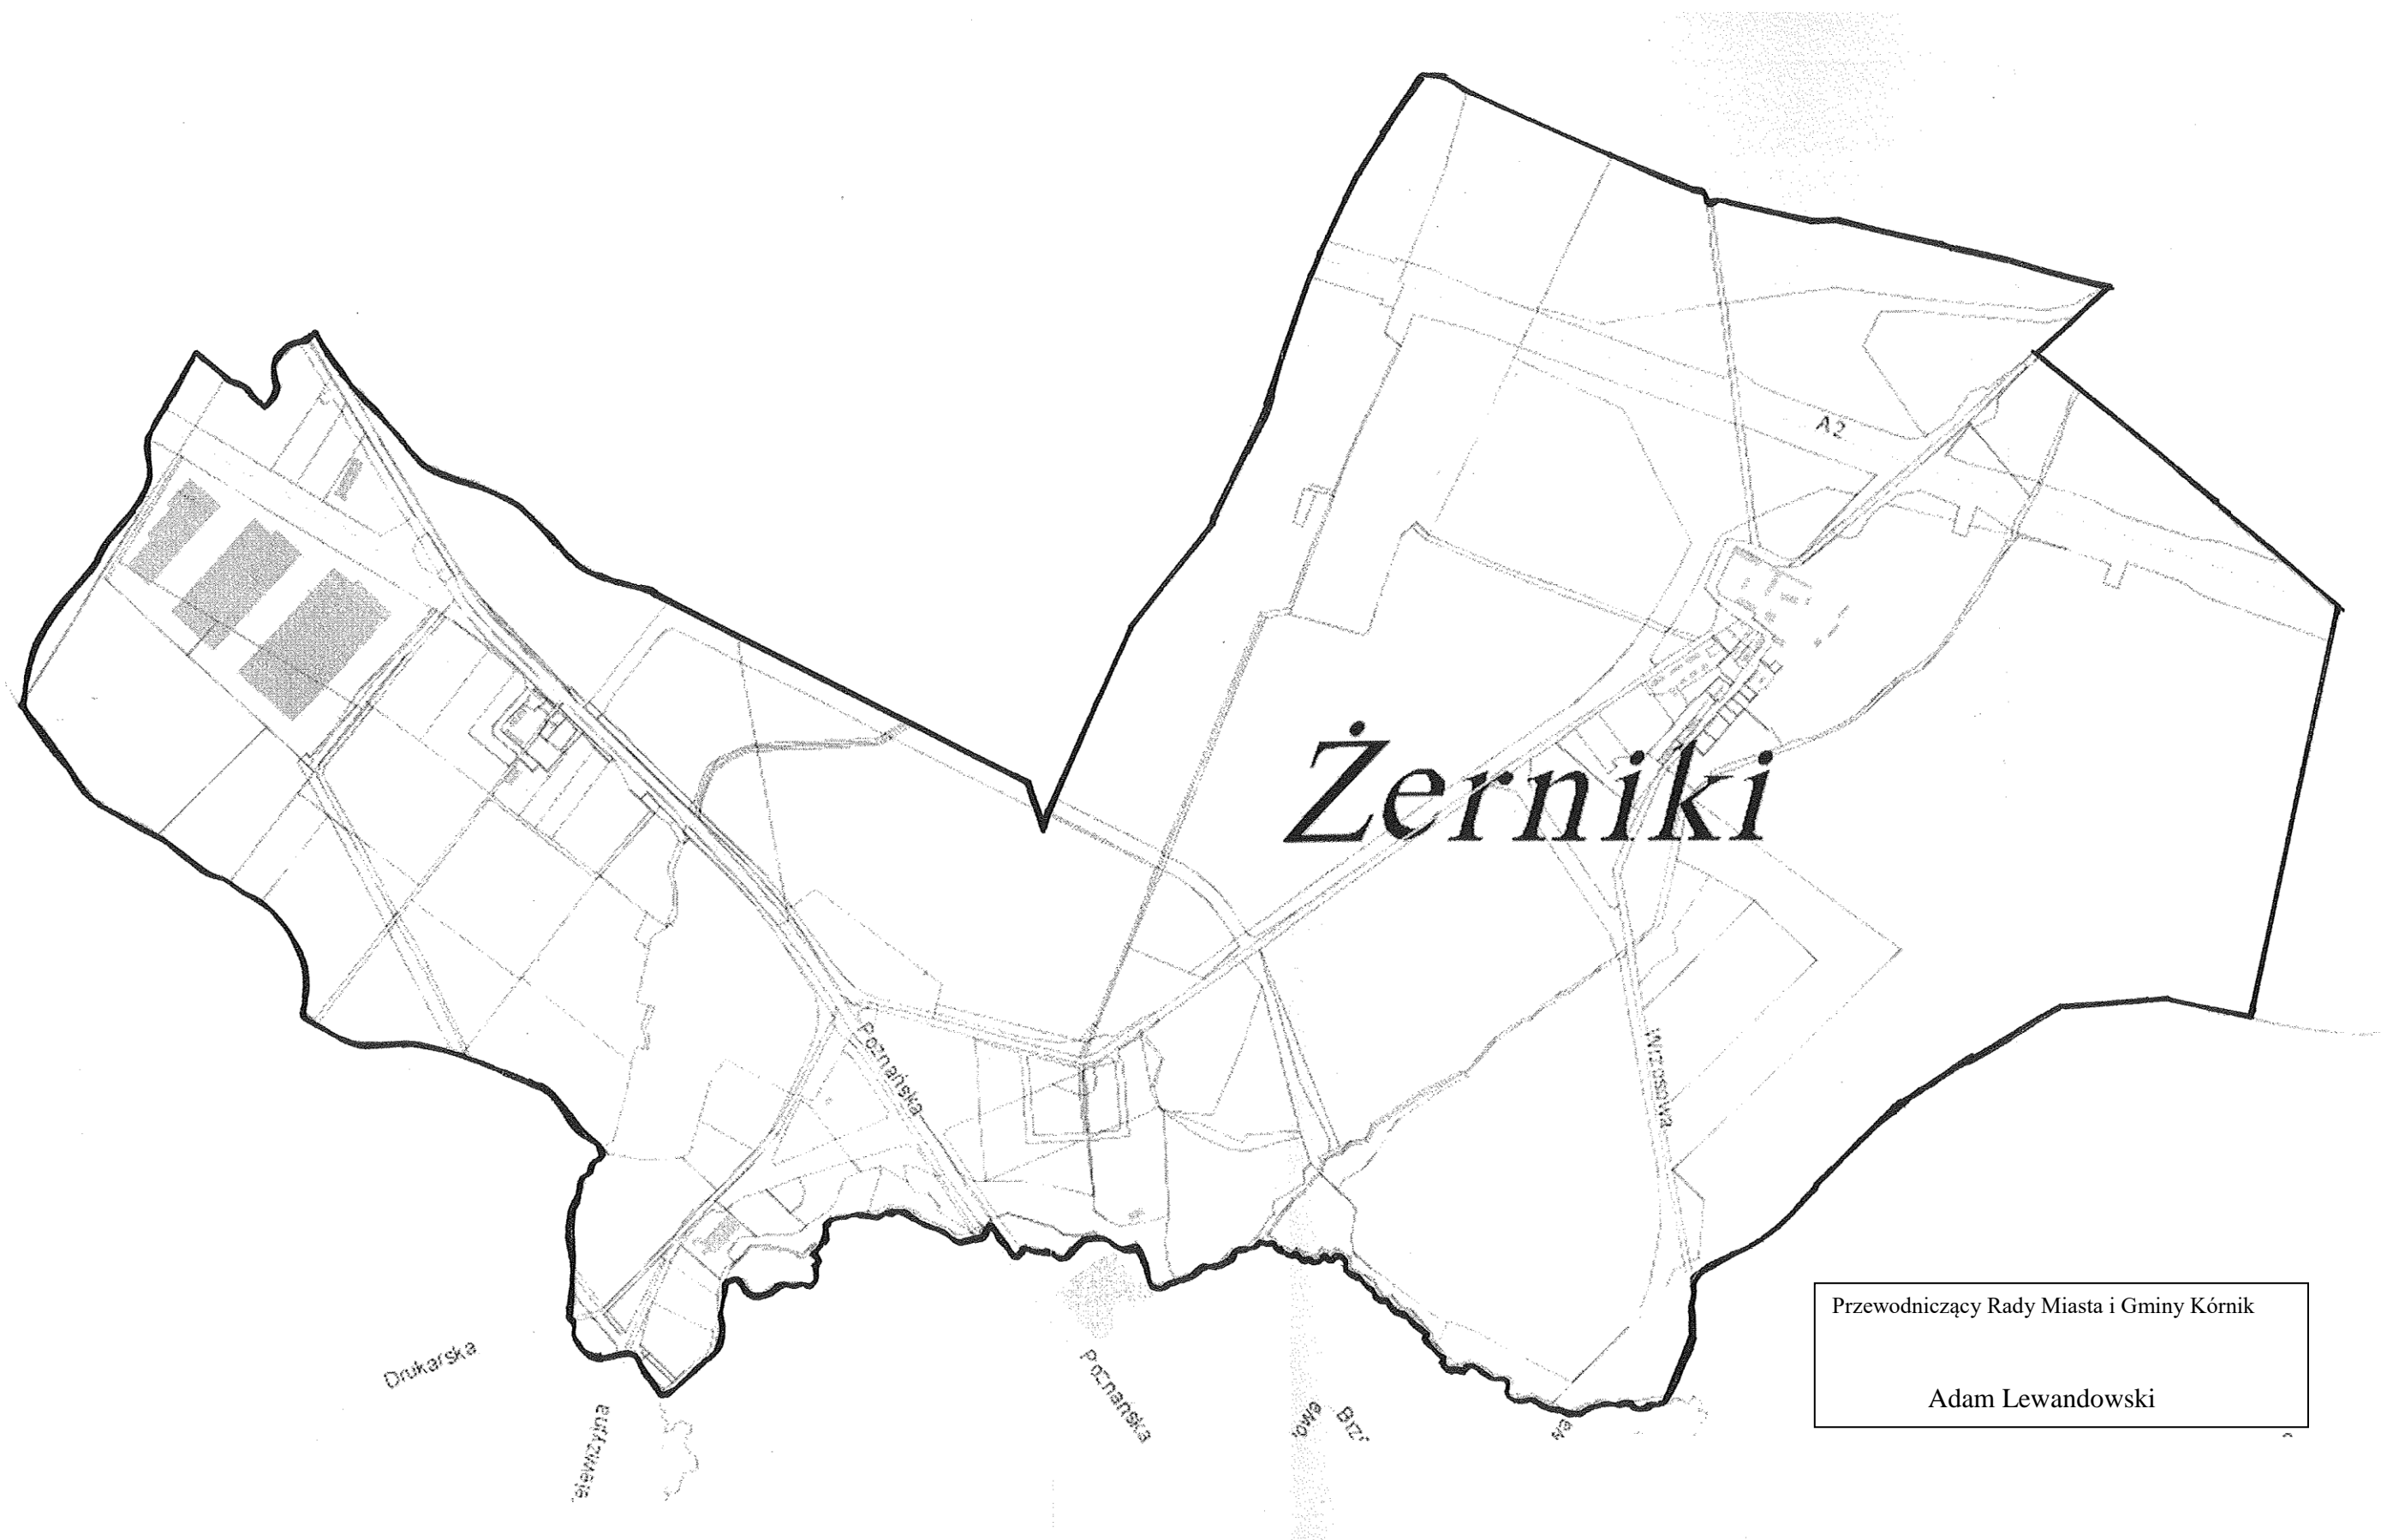 A2
Żerniki
Poznańska
Wrzosowa
Przewodniczący Rady Miasta i Gminy Kórnik
Adam Lewandowski
Drukarska
Poznańska